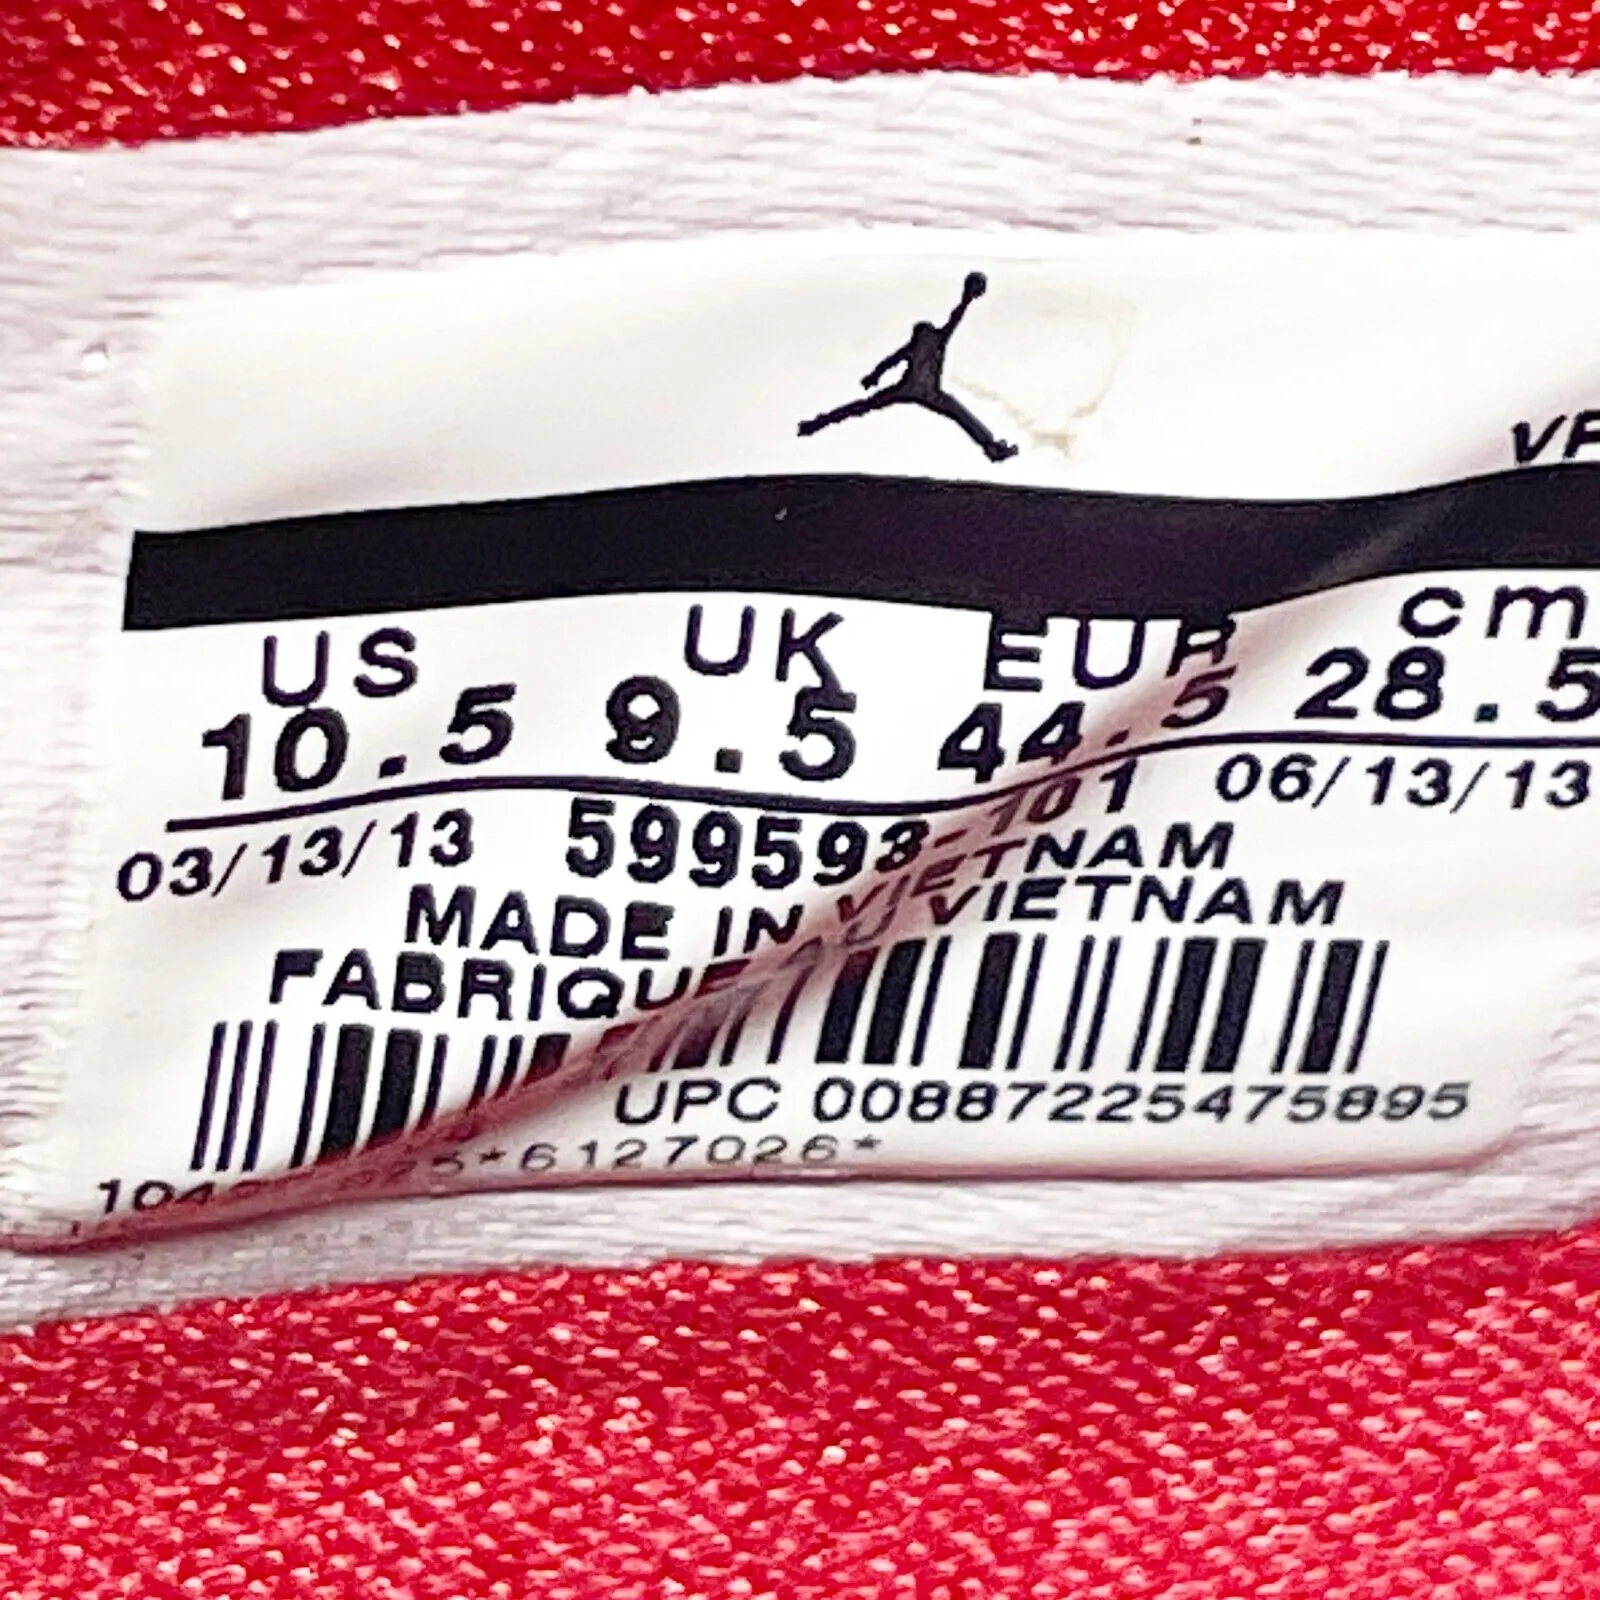 US UK EUR cm
10.5 9.5 44.5 28.5
03/13/13 599593-101 06/13/13
MADE IN VIETNAM
FABRIQUE AU VIETNAM
UPC 00887225475895
*6127026*